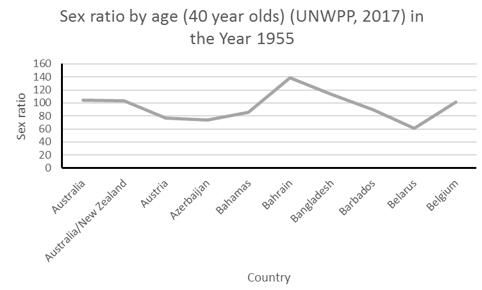 Sex ratio by age (40 year olds) (UNWPP, 2017) in
the Year 1955
160
140
120
100
80
60
40
20
0
Sex ratio
Australia
Australia/New Zealand
Austria
Azerbaijan
Bahamas
Bahrain
Bangladesh
Barbados
Belarus
Belgium
Country